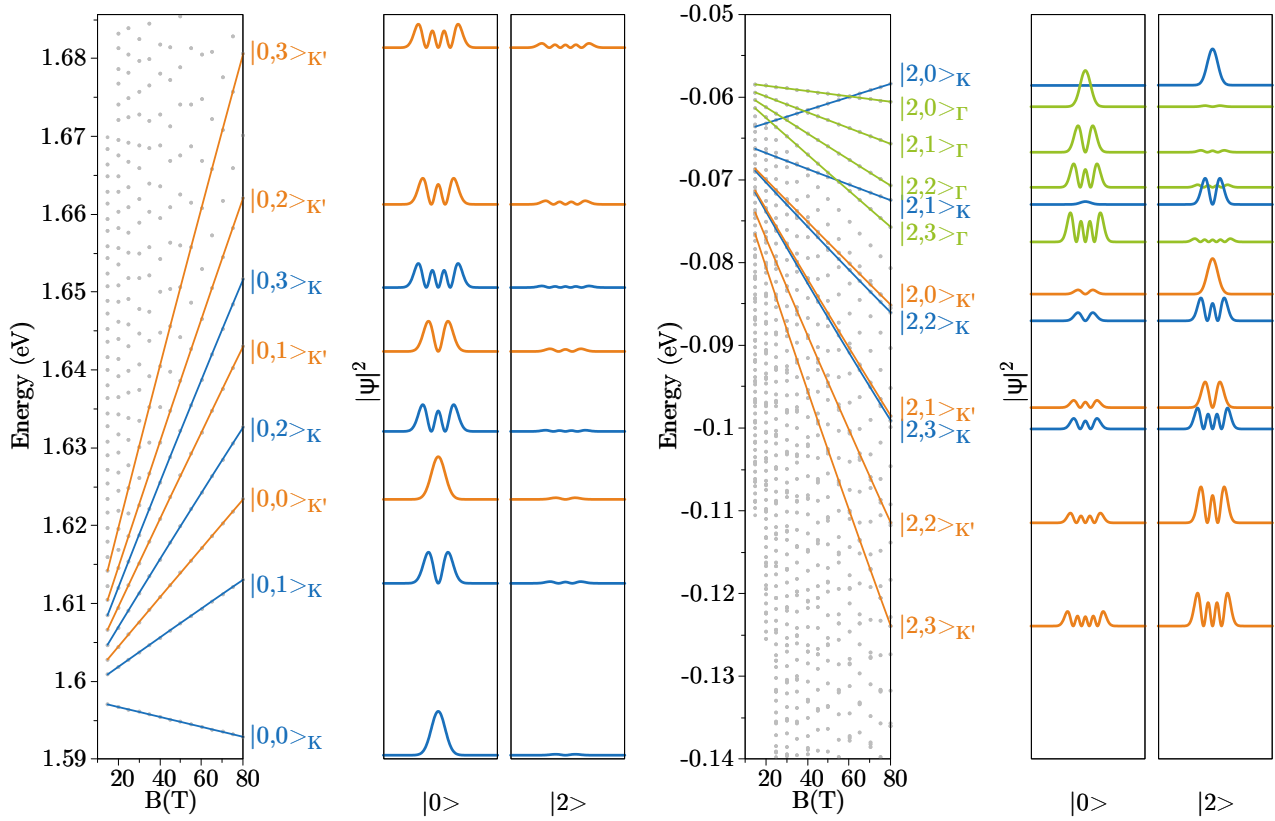 Energy (eV)
1.68
1.67
1.66
1.65
1.64
1.63
1.62
1.61
1.6
1.59
20
40
60
80
B(T)
|0,3>K'
|0,2>K'
|0,3>K
|0,1>K'
|0,2>K
|0,0>K'
|0,1>K
|0,0>K
|ψ|²
|0>
|2>
Energy (eV)
-0.05
-0.06
-0.07
-0.08
-0.09
-0.1
-0.11
-0.12
-0.13
-0.14
20
40
60
80
B(T)
|2,0>K
|2,0>Γ
|2,1>Γ
|2,2>Γ
|2,1>K
|2,3>Γ
|2,0>K'
|2,2>K
|2,1>K'
|2,3>K
|2,2>K'
|2,3>K'
|ψ|²
|0>
|2>